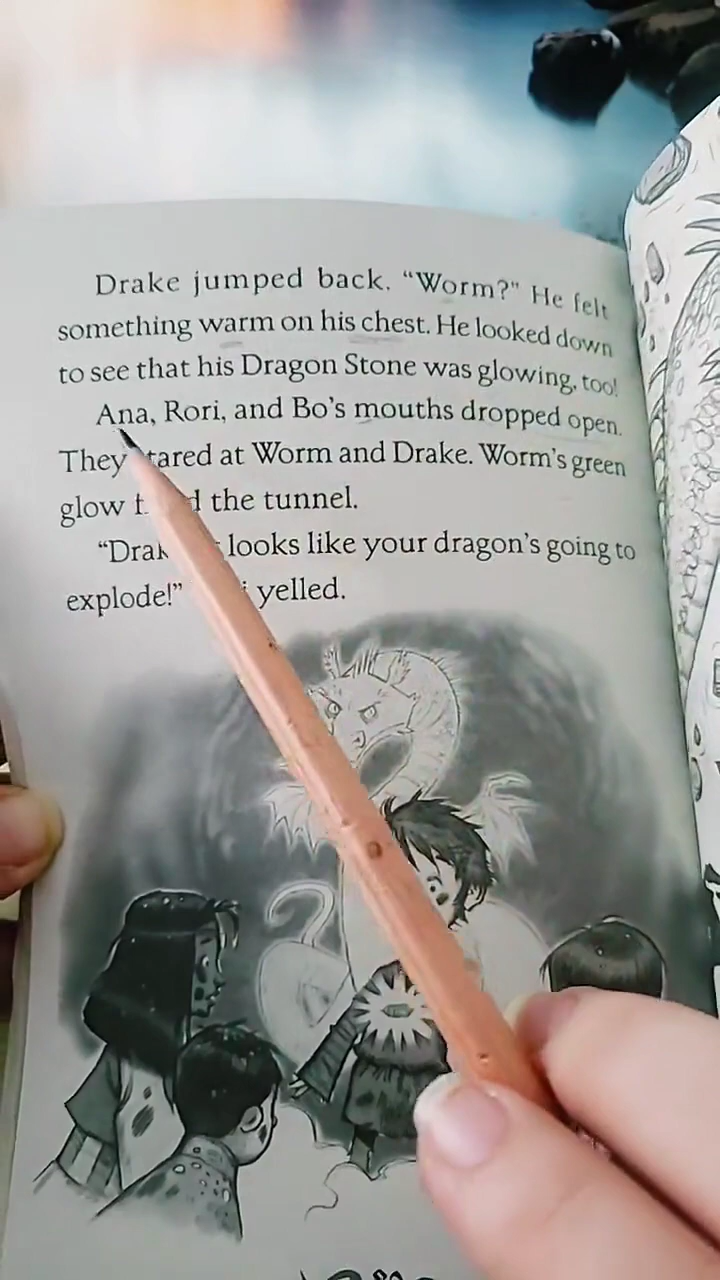 Drake jumped back. “Worm?” He felt
something warm on his chest. He looked down
to see that his Dragon Stone was glowing, too!
Ana, Rori, and Bo’s mouths dropped open.
They at Worm and Drake. Worm’s green
glow the tunnel.
looks like your dragon’s going to
explode!” yelled.